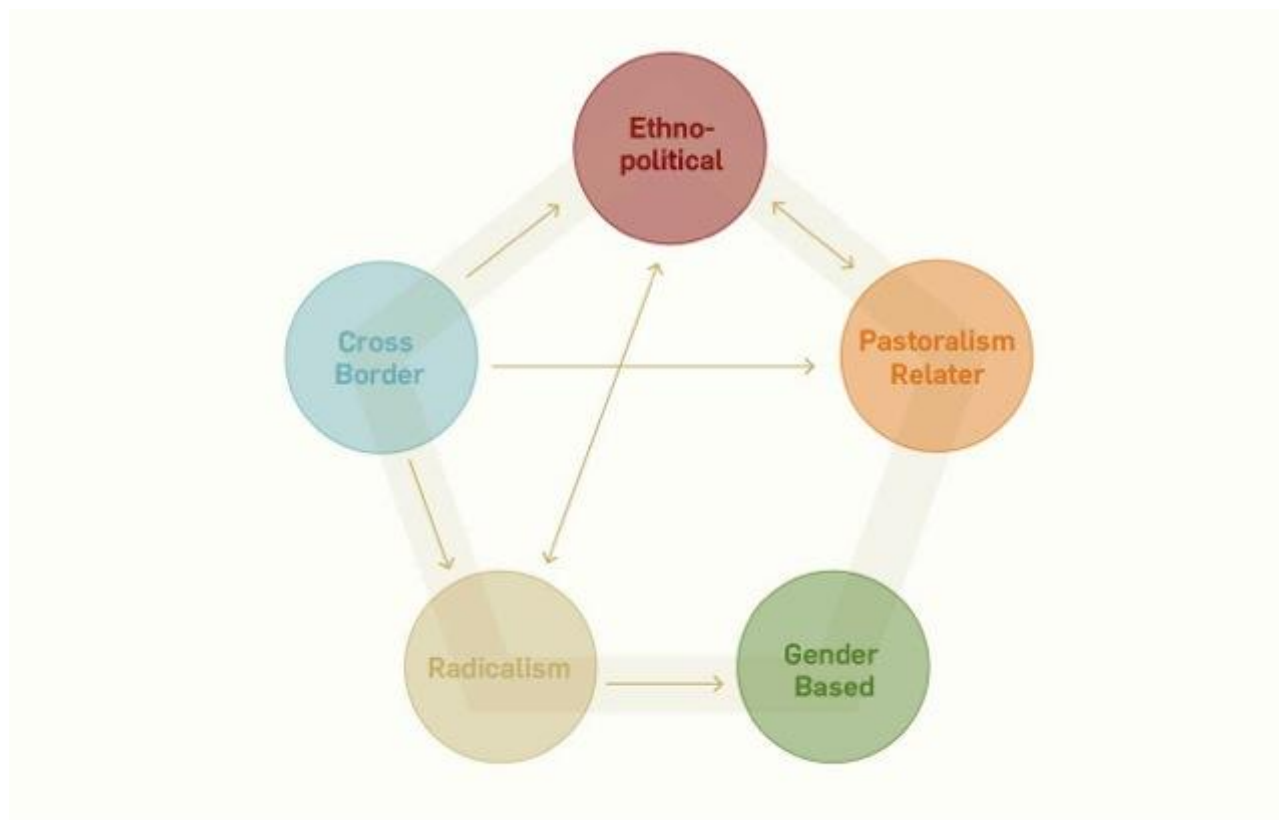 Ethno-
political
Cross
Border
Pastoralism
Relater
Radicalism
Gender
Based